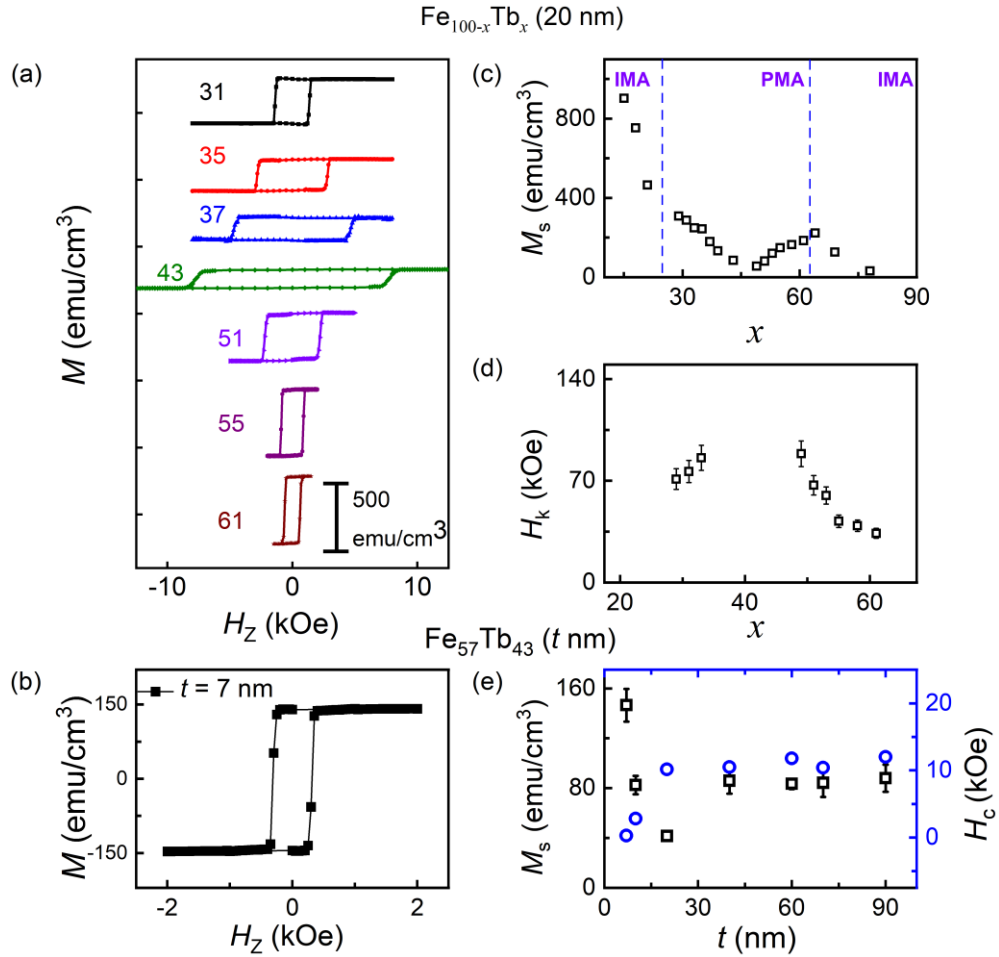 Fe100-xTbx (20 nm)
(a)
31
35
37
43
51
55
61
500
emu/cm3
M (emu/cm3)
-10
0
10
HZ (kOe)
(c)
IMA
PMA
IMA
Ms (emu/cm3)
800
400
0
30
60
90
x
(d)
Hk (kOe)
140
70
0
20
40
60
x
Fe57Tb43 (t nm)
(b)
t = 7 nm
M (emu/cm3)
150
0
-150
-2
0
2
HZ (kOe)
(e)
Ms (emu/cm3)
160
80
0
0
30
60
90
t (nm)
20
10
0
Hc (kOe)